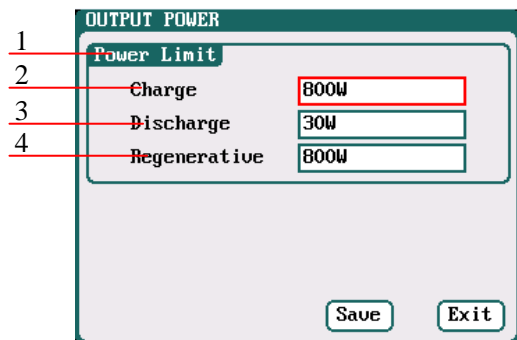 OUTPUT POWER
1 Power Limit
2 Charge 800W
3 Discharge 30W
4 Regenerative 800W
Save Exit